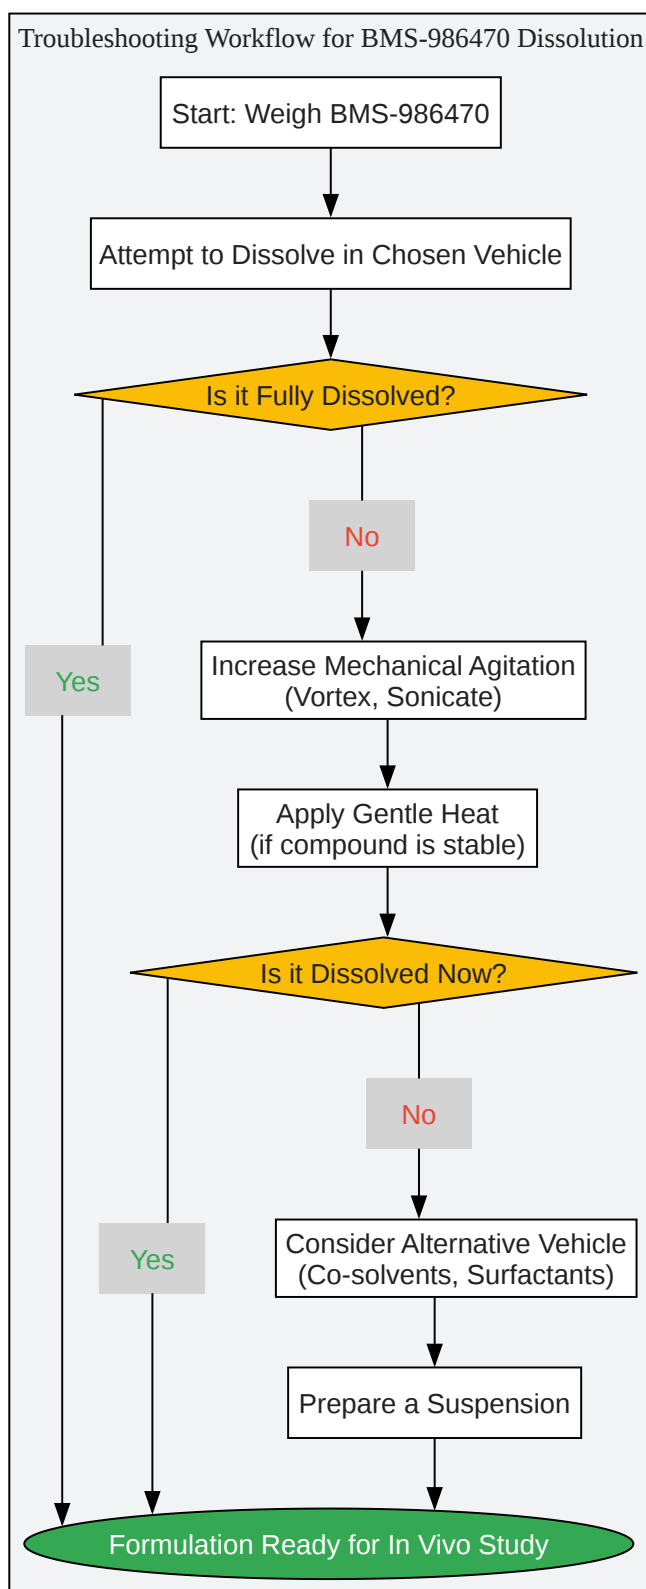 Troubleshooting Workflow for BMS-986470 Dissolution
Start: Weigh BMS-986470
Attempt to Dissolve in Chosen Vehicle
Is it Fully Dissolved?
No
Yes
Increase Mechanical Agitation
(Vortex, Sonicate)
Apply Gentle Heat
(if compound is stable)
Is it Dissolved Now?
No
Yes
Consider Alternative Vehicle
(Co-solvents, Surfactants)
Prepare a Suspension
Formulation Ready for In Vivo Study